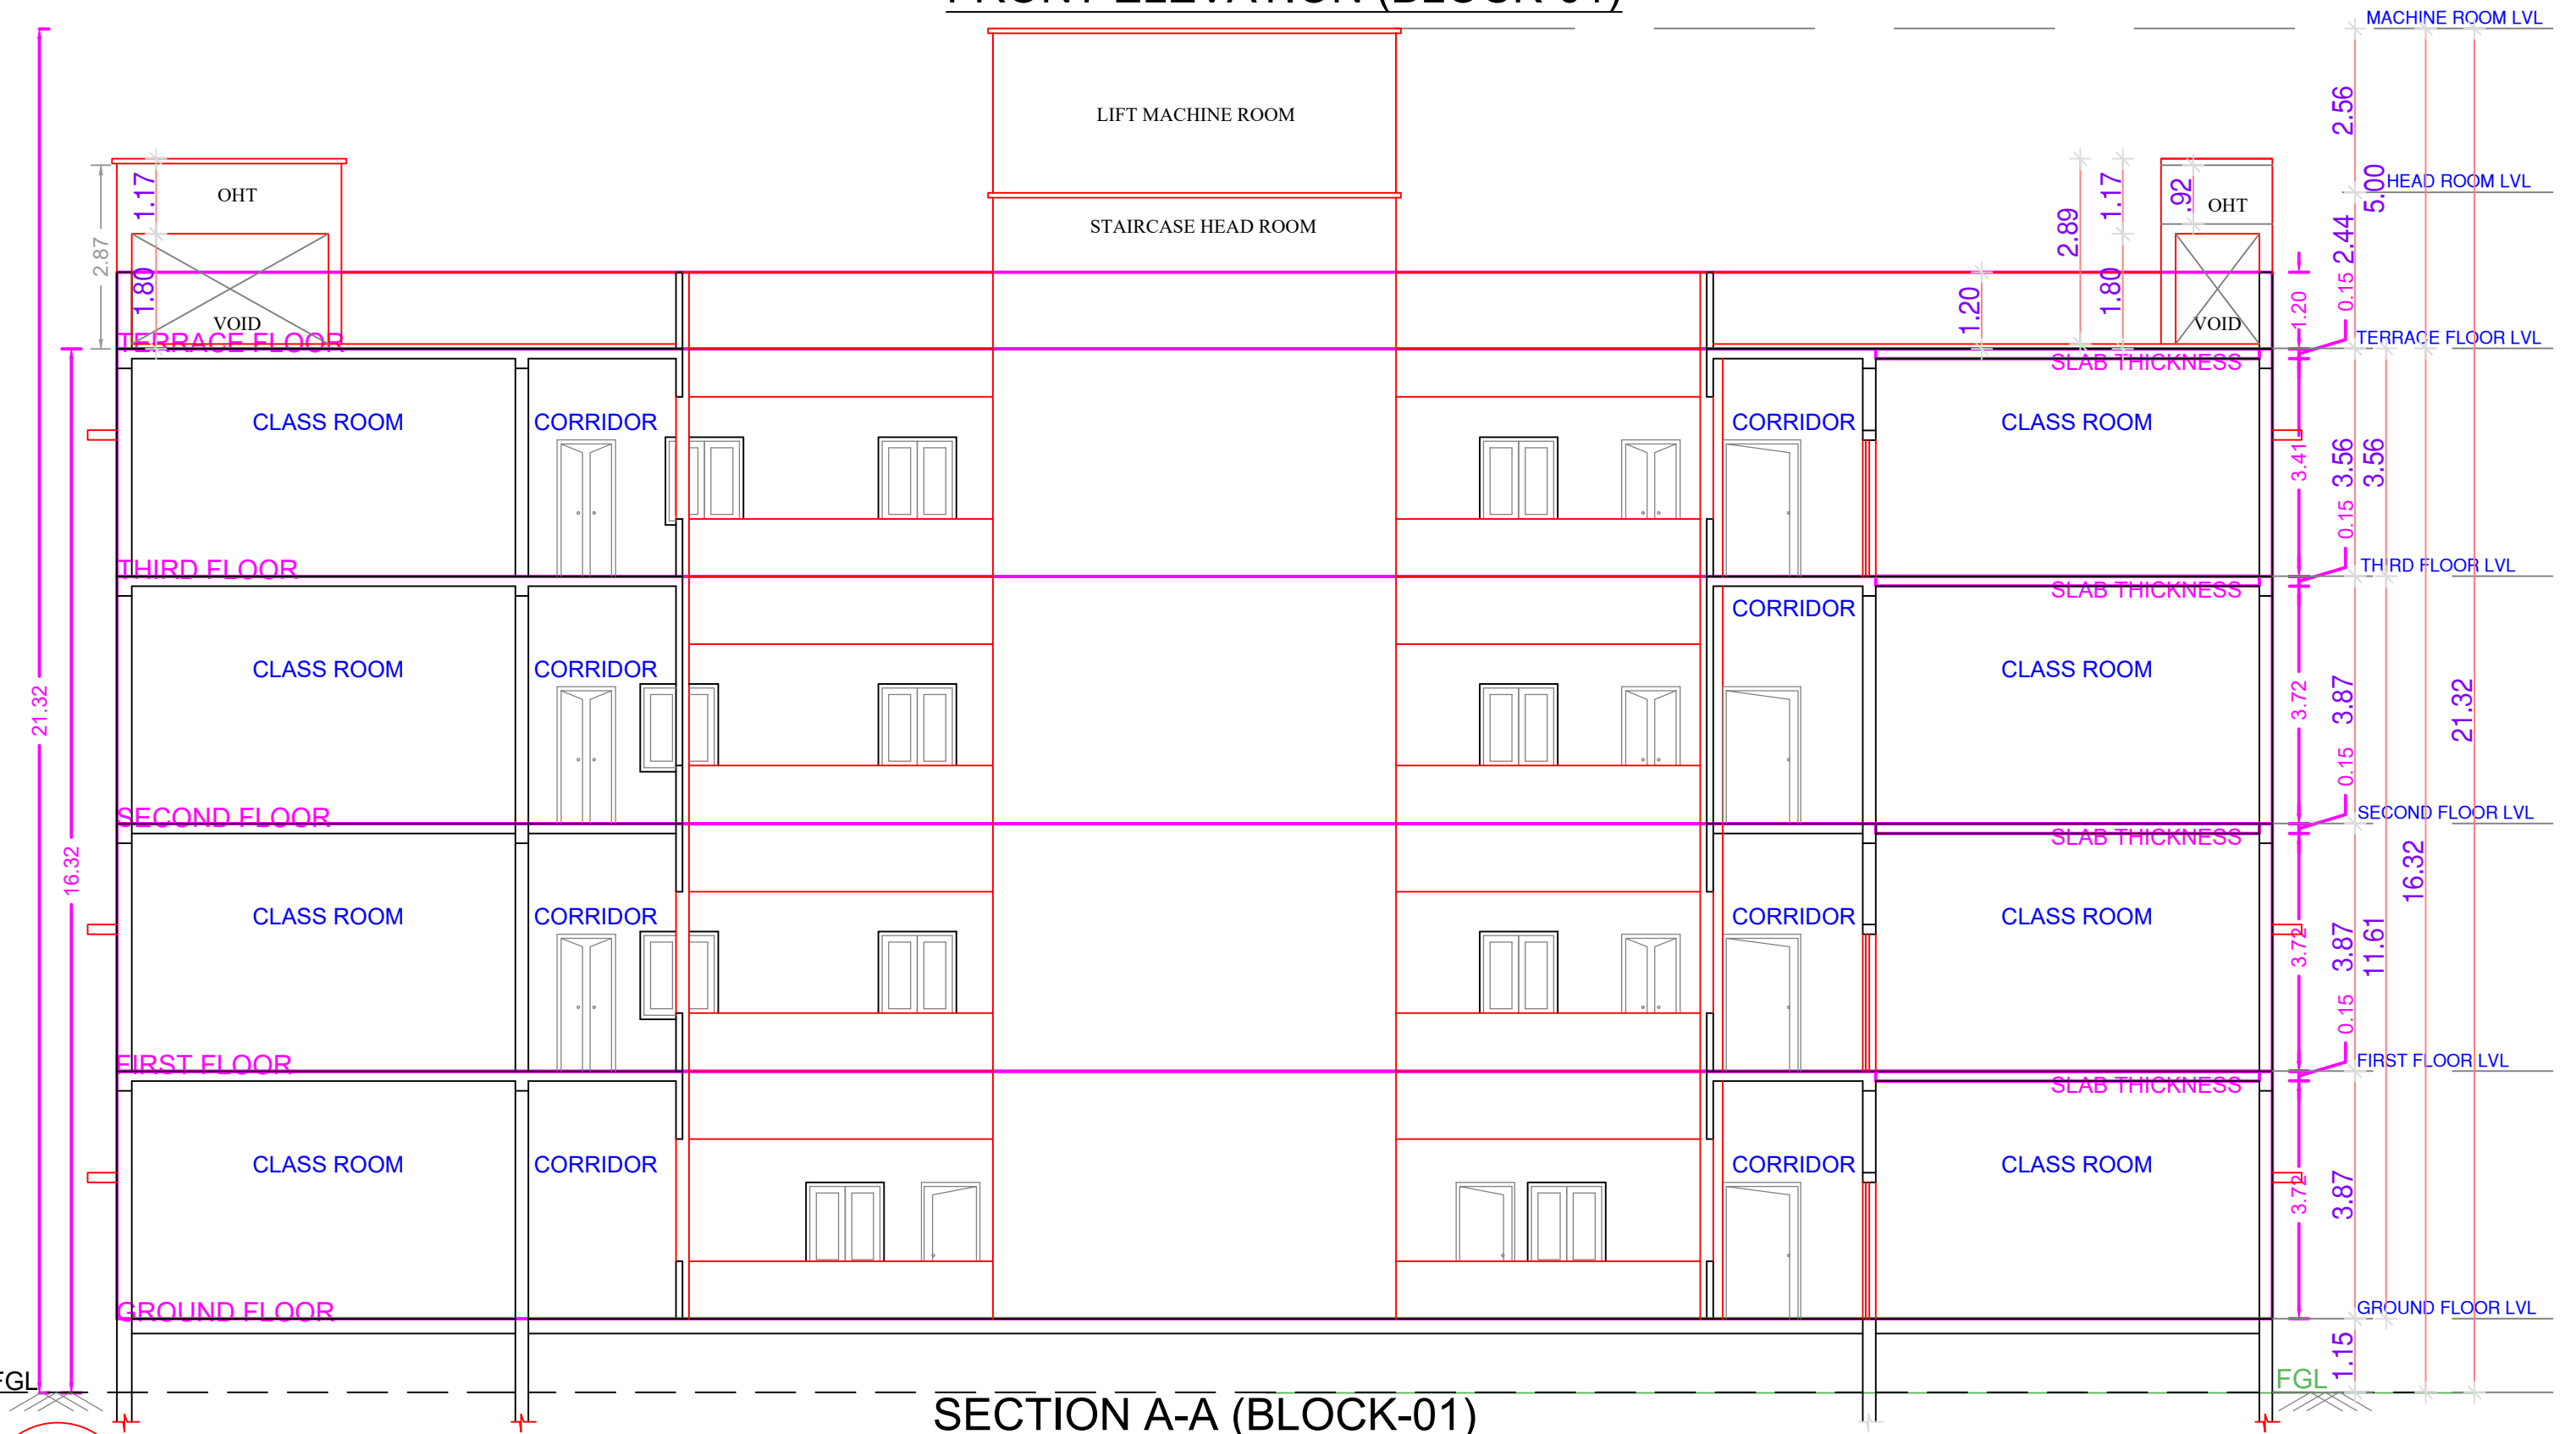 FRONT ELEVATION (BLOCK-01)
MACHINE ROOM LVL
LIFT MACHINE ROOM
2.56
5.00
HEAD ROOM LVL
OHT
1.17
2.87
1.80
VOID
STAIRCASE HEAD ROOM
2.89
1.17
.92
OHT
1.80
VOID
1.20
1.20
2.44
0.15
TERRACE FLOOR
TERRACE FLOOR LVL
SLAB THICKNESS
CLASS ROOM
CORRIDOR
CORRIDOR
CLASS ROOM
3.41
3.56
3.56
0.15
THIRD FLOOR
THIRD FLOOR LVL
SLAB THICKNESS
CORRIDOR
CLASS ROOM
CORRIDOR
CLASS ROOM
21.32
3.72
3.87
21.32
0.15
SECOND FLOOR
SECOND FLOOR LVL
SLAB THICKNESS
16.32
16.32
CLASS ROOM
CORRIDOR
CORRIDOR
CLASS ROOM
3.72
3.87
11.61
0.15
FIRST FLOOR
FIRST FLOOR LVL
SLAB THICKNESS
CLASS ROOM
CORRIDOR
CORRIDOR
CLASS ROOM
3.72
3.87
GROUND FLOOR
GROUND FLOOR LVL
1.15
FGL
FGL
SECTION A-A (BLOCK-01)